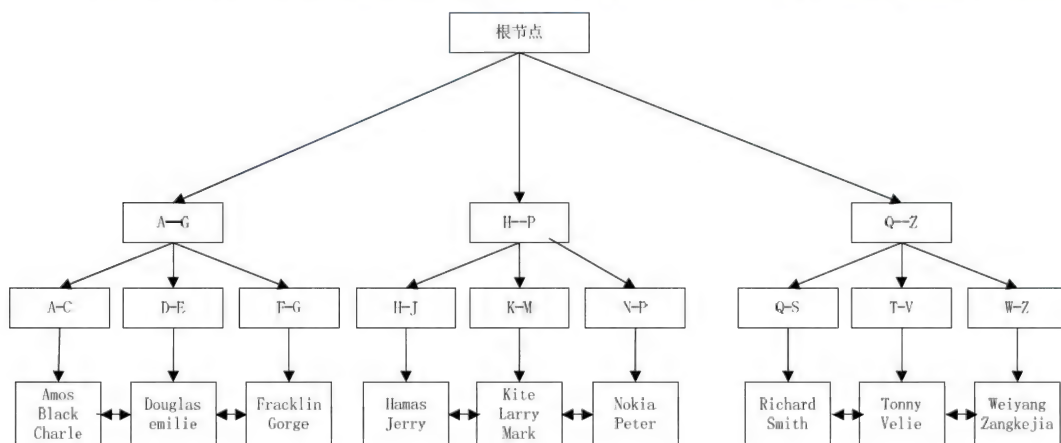 根节点
A—G
H--P
Q--Z
A-C
D-E
F-G
H-J
K-M
N-P
Q-S
T-V
W-Z
Amos
Black
Charle
Douglas
emilie
Fracklin
Gorge
Hamas
Jerry
Kite
Larry
Mark
Nokia
Peter
Richard
Smith
Tonny
Velie
Weiyang
Zangkejia